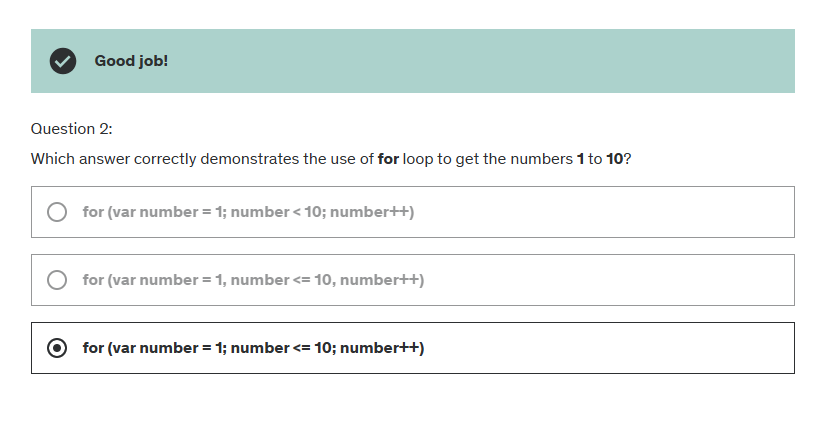 Good job!
Question 2:
Which answer correctly demonstrates the use of for loop to get the numbers 1 to 10?
for (var number = 1; number < 10; number++)
for (var number = 1, number <= 10, number++)
for (var number = 1; number <= 10; number++)